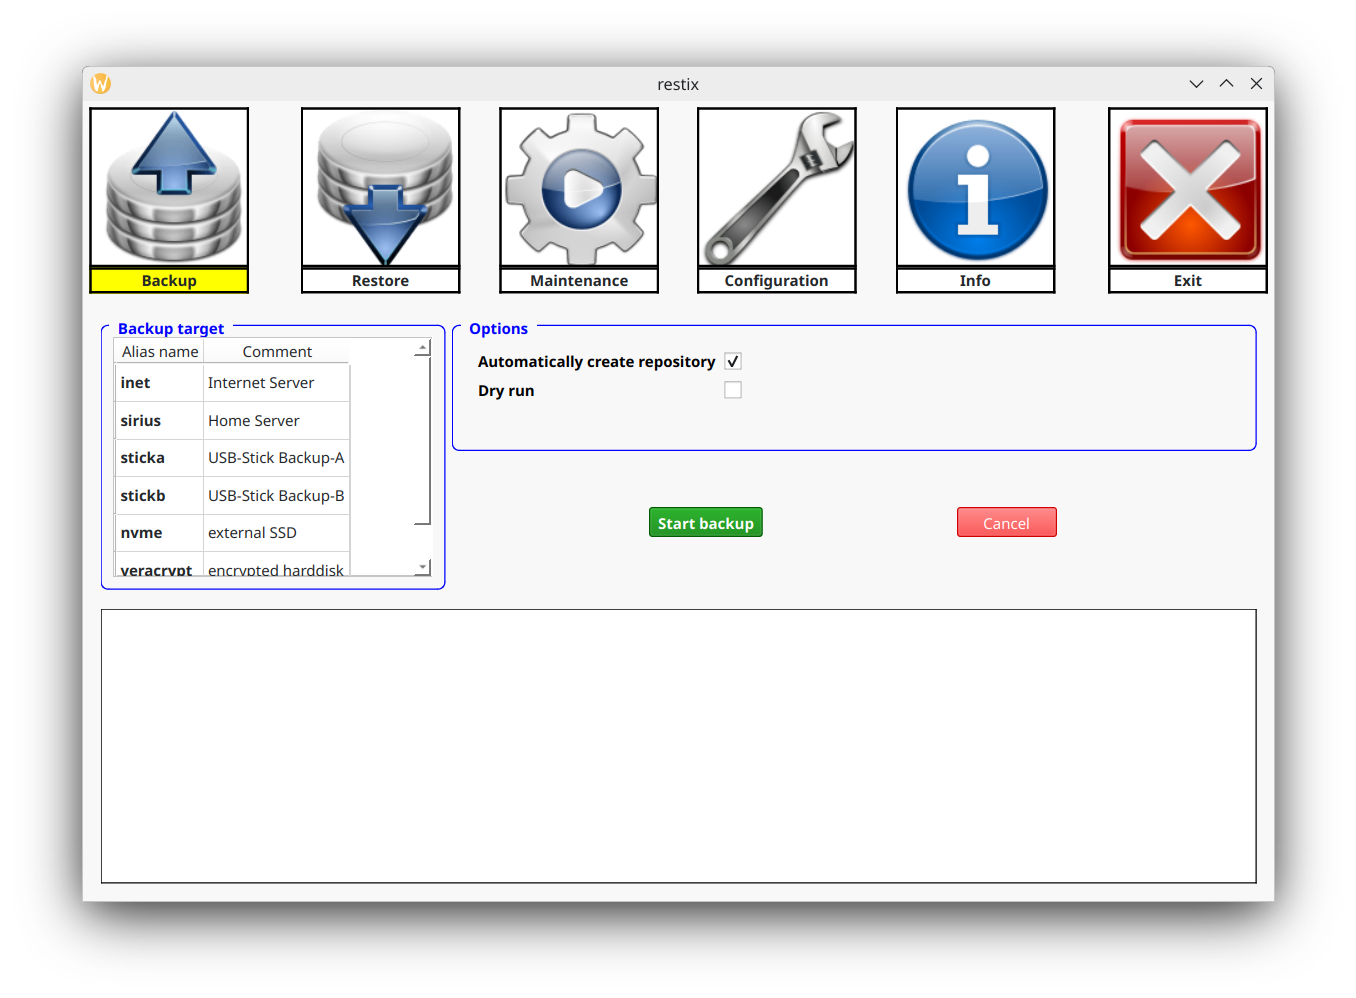 restix
Backup
Restore
Maintenance
Configuration
Info
Exit
Backup target
Alias name Comment
inet Internet Server
sirius Home Server
sticka USB-Stick Backup-A
stickb USB-Stick Backup-B
nvme external SSD
veracrypt encrypted harddisk
Options
Automatically create repository
Dry run
Start backup
Cancel